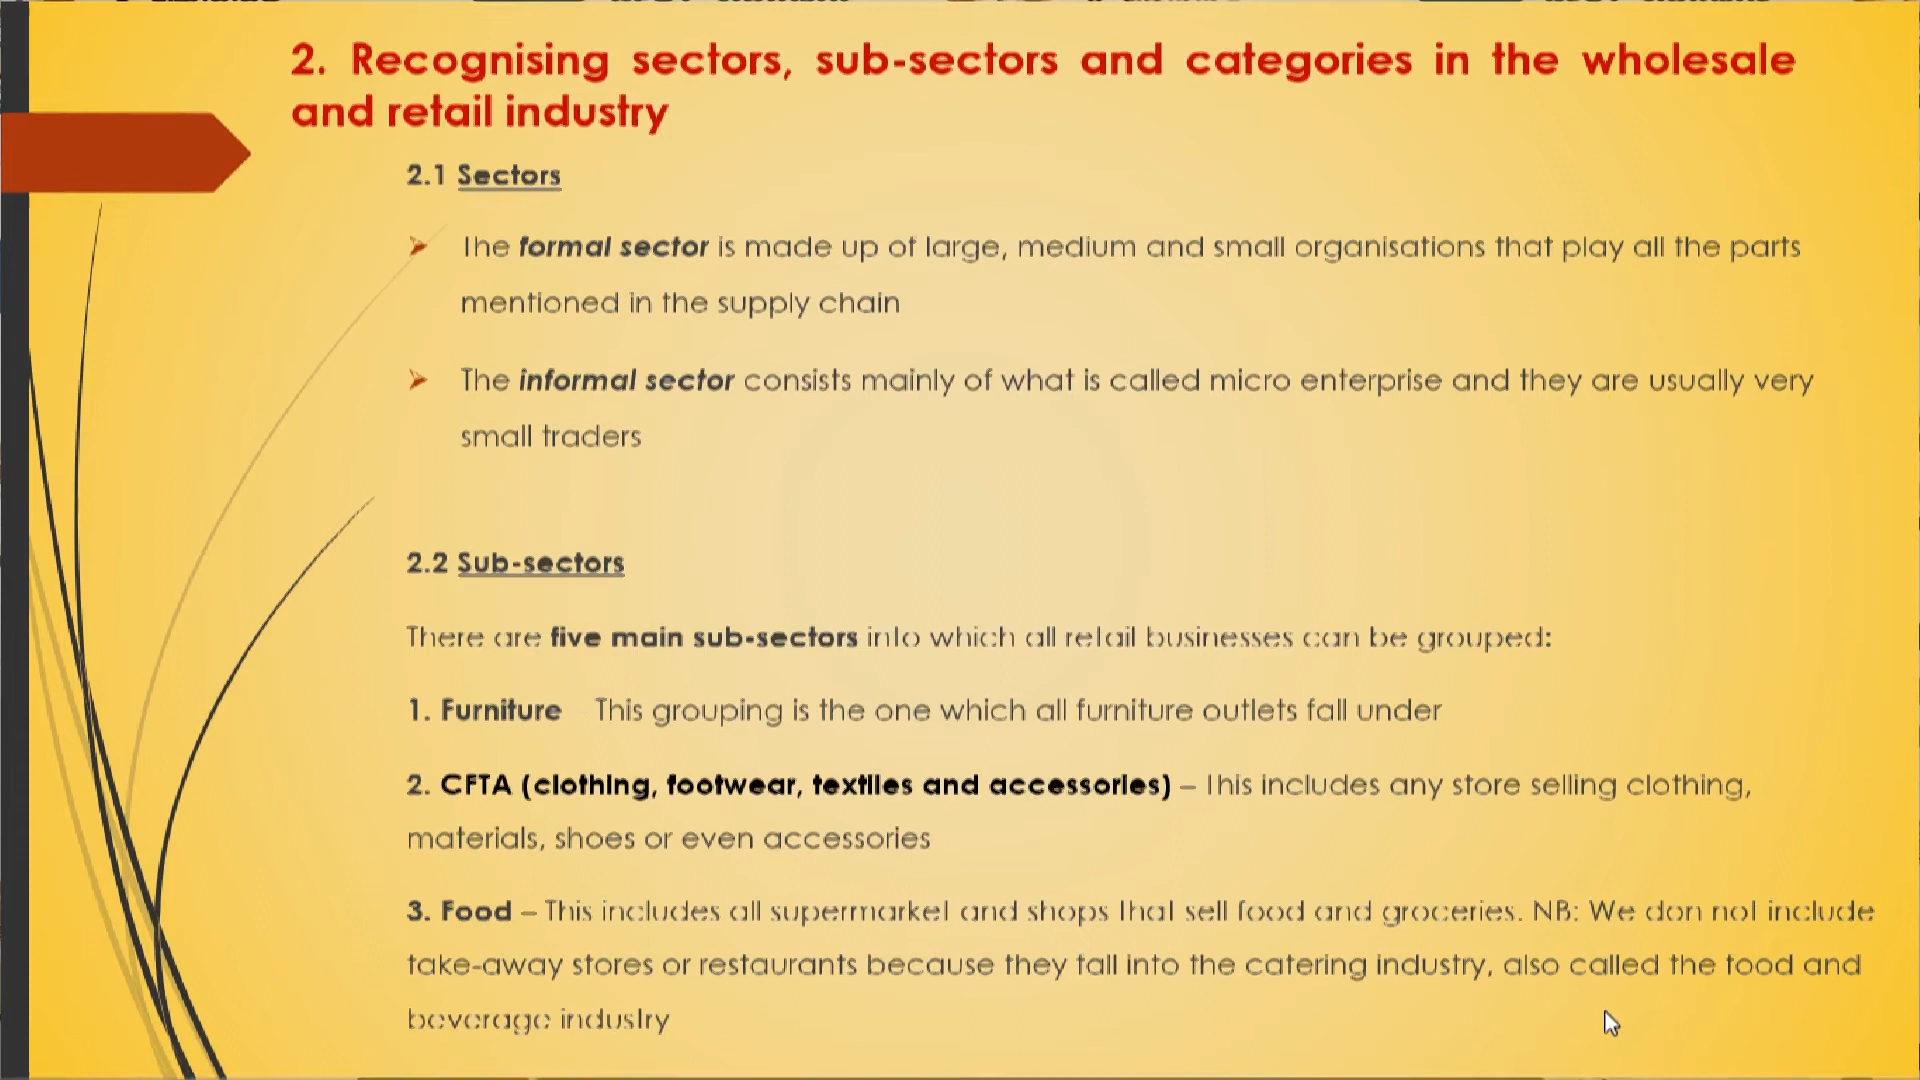 2. Recognising sectors, sub-sectors and categories in the wholesale
and retail industry
2.1 Sectors
The formal sector is made up of large, medium and small organisations that play all the parts
mentioned in the supply chain
The informal sector consists mainly of what is called micro enterprise and they are usually very
small traders
2.2 Sub-sectors
There are five main sub-sectors into which all retail businesses can be grouped:
1. Furniture This grouping is the one which all furniture outlets fall under
2. CFTA (clothing, footwear, textiles and accessories) – This includes any store selling clothing,
materials, shoes or even accessories
3. Food – This includes all supermarket and shops that sell food and groceries. NB: We don not include
take-away stores or restaurants because they fall into the catering industry, also called the food and
beverage industry